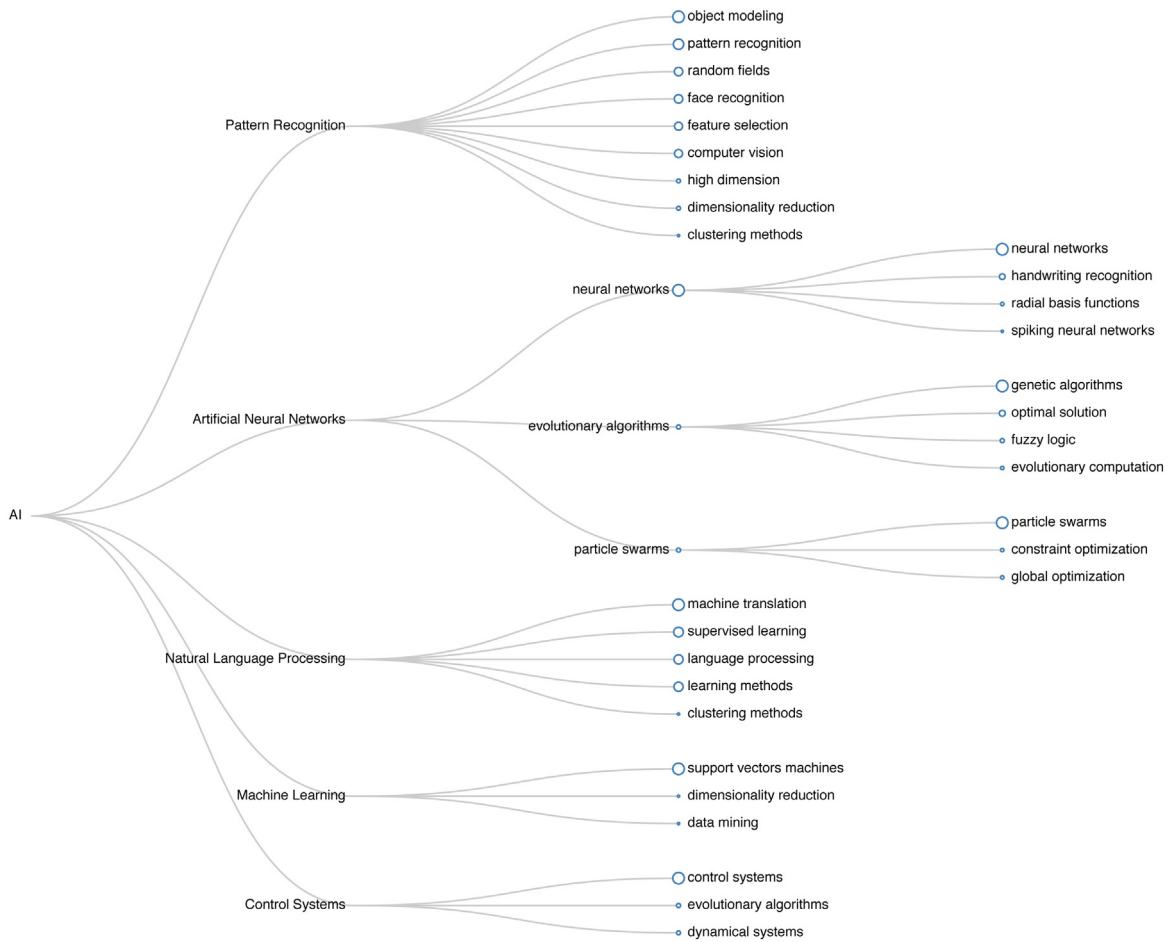 AI
Pattern Recognition
object modeling
pattern recognition
random fields
face recognition
feature selection
computer vision
high dimension
dimensionality reduction
clustering methods
Artificial Neural Networks
neural networks
neural networks
handwriting recognition
radial basis functions
spiking neural networks
evolutionary algorithms
genetic algorithms
optimal solution
fuzzy logic
evolutionary computation
particle swarms
particle swarms
constraint optimization
global optimization
Natural Language Processing
machine translation
supervised learning
language processing
learning methods
clustering methods
Machine Learning
support vectors machines
dimensionality reduction
data mining
Control Systems
control systems
evolutionary algorithms
dynamical systems